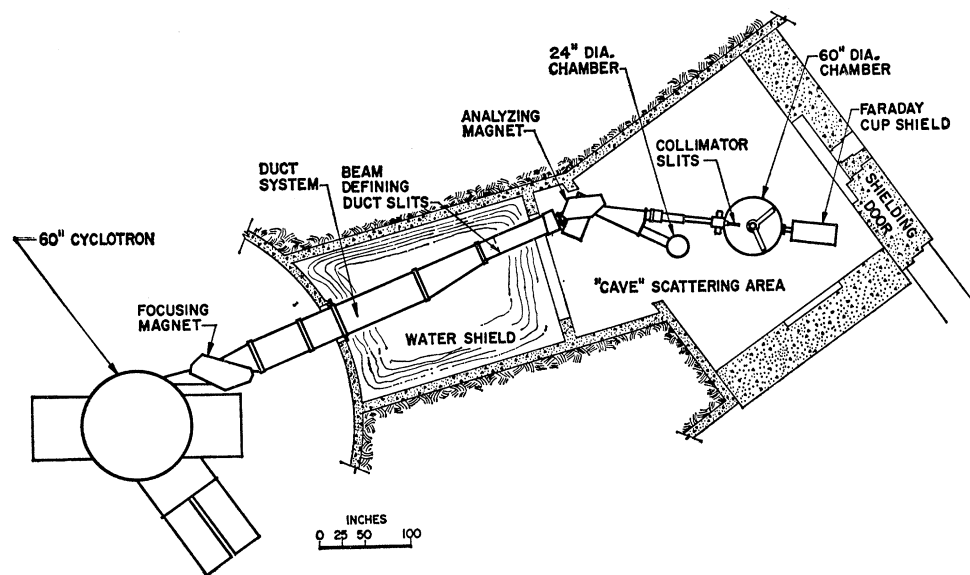 24" DIA.
CHAMBER
60" DIA.
CHAMBER
ANALYZING
MAGNET
FARADAY
CUP SHIELD
COLLIMATOR
SLITS
DUCT
SYSTEM
BEAM
DEFINING
DUCT SLITS
SHIELDING
DOOR
60" CYCLOTRON
"CAVE" SCATTERING AREA
FOCUSING
MAGNET
WATER SHIELD
INCHES
0 25 50 100